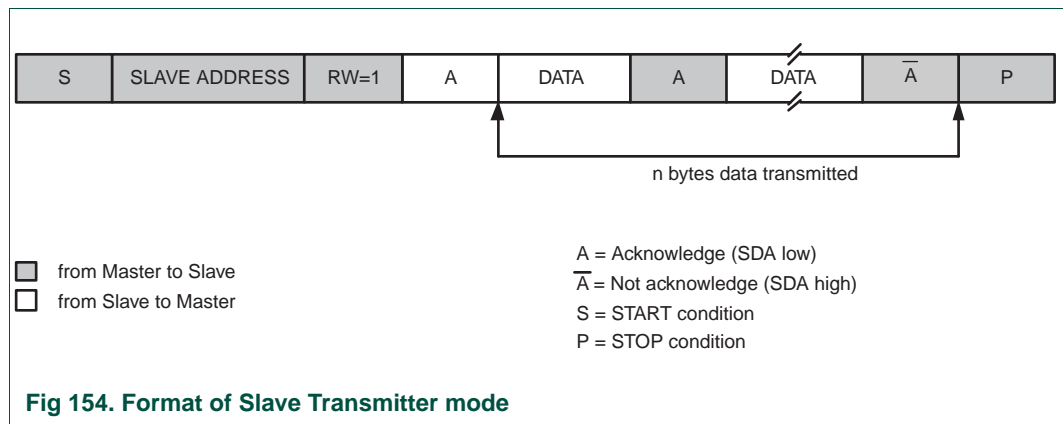 S SLAVE ADDRESS RW=1 A DATA A DATA A̅ P
n bytes data transmitted
from Master to Slave
from Slave to Master
A = Acknowledge (SDA low)
A̅ = Not acknowledge (SDA high)
S = START condition
P = STOP condition
Fig 154. Format of Slave Transmitter mode